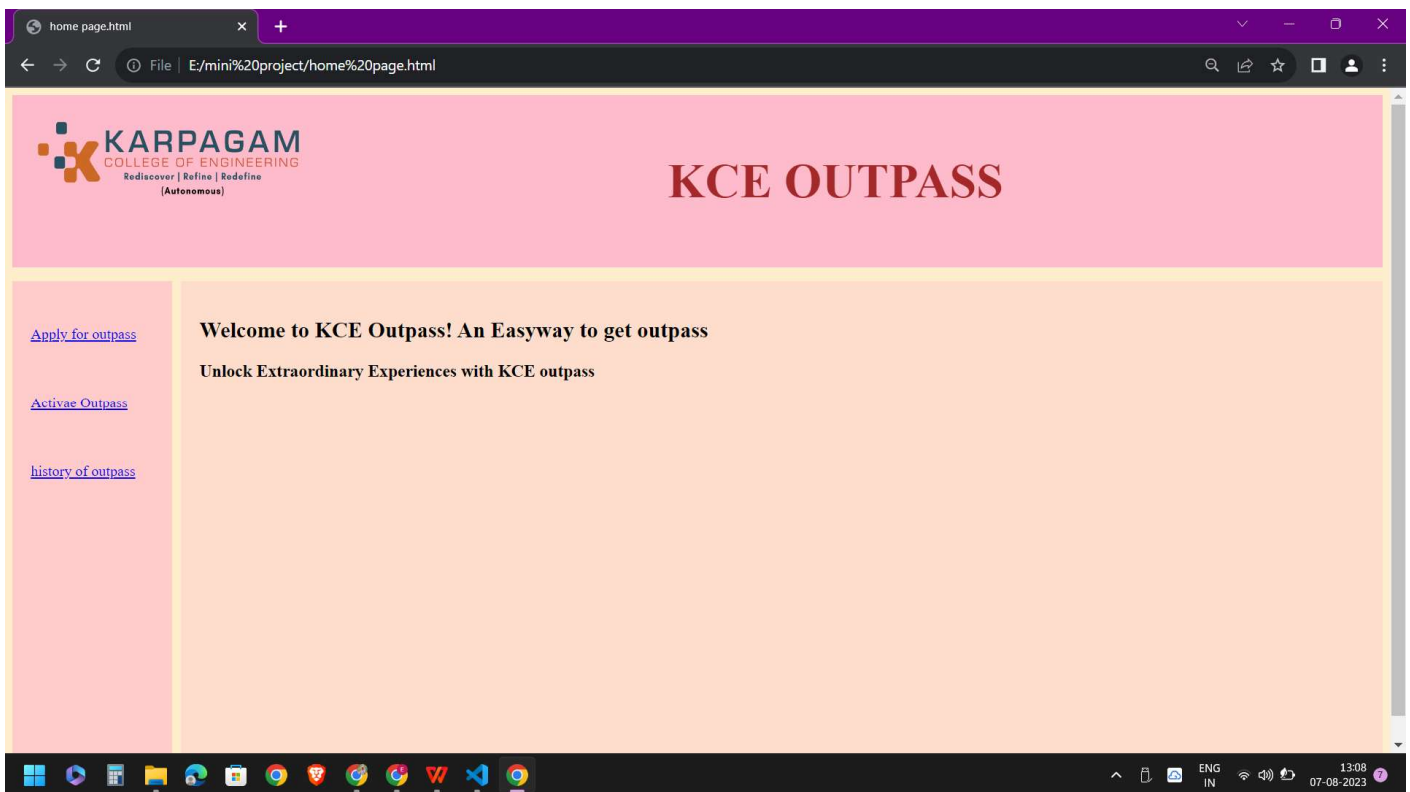 home page.html
File E:/mini%20project/home%20page.html
KARPAGAM
COLLEGE OF ENGINEERING
Rediscover | Refine | Redefine
(Autonomous)
KCE OUTPASS
Apply for outpass
Activae Outpass
history of outpass
Welcome to KCE Outpass! An Easyway to get outpass
Unlock Extraordinary Experiences with KCE outpass
ENG
IN
13:08
07-08-2023
7